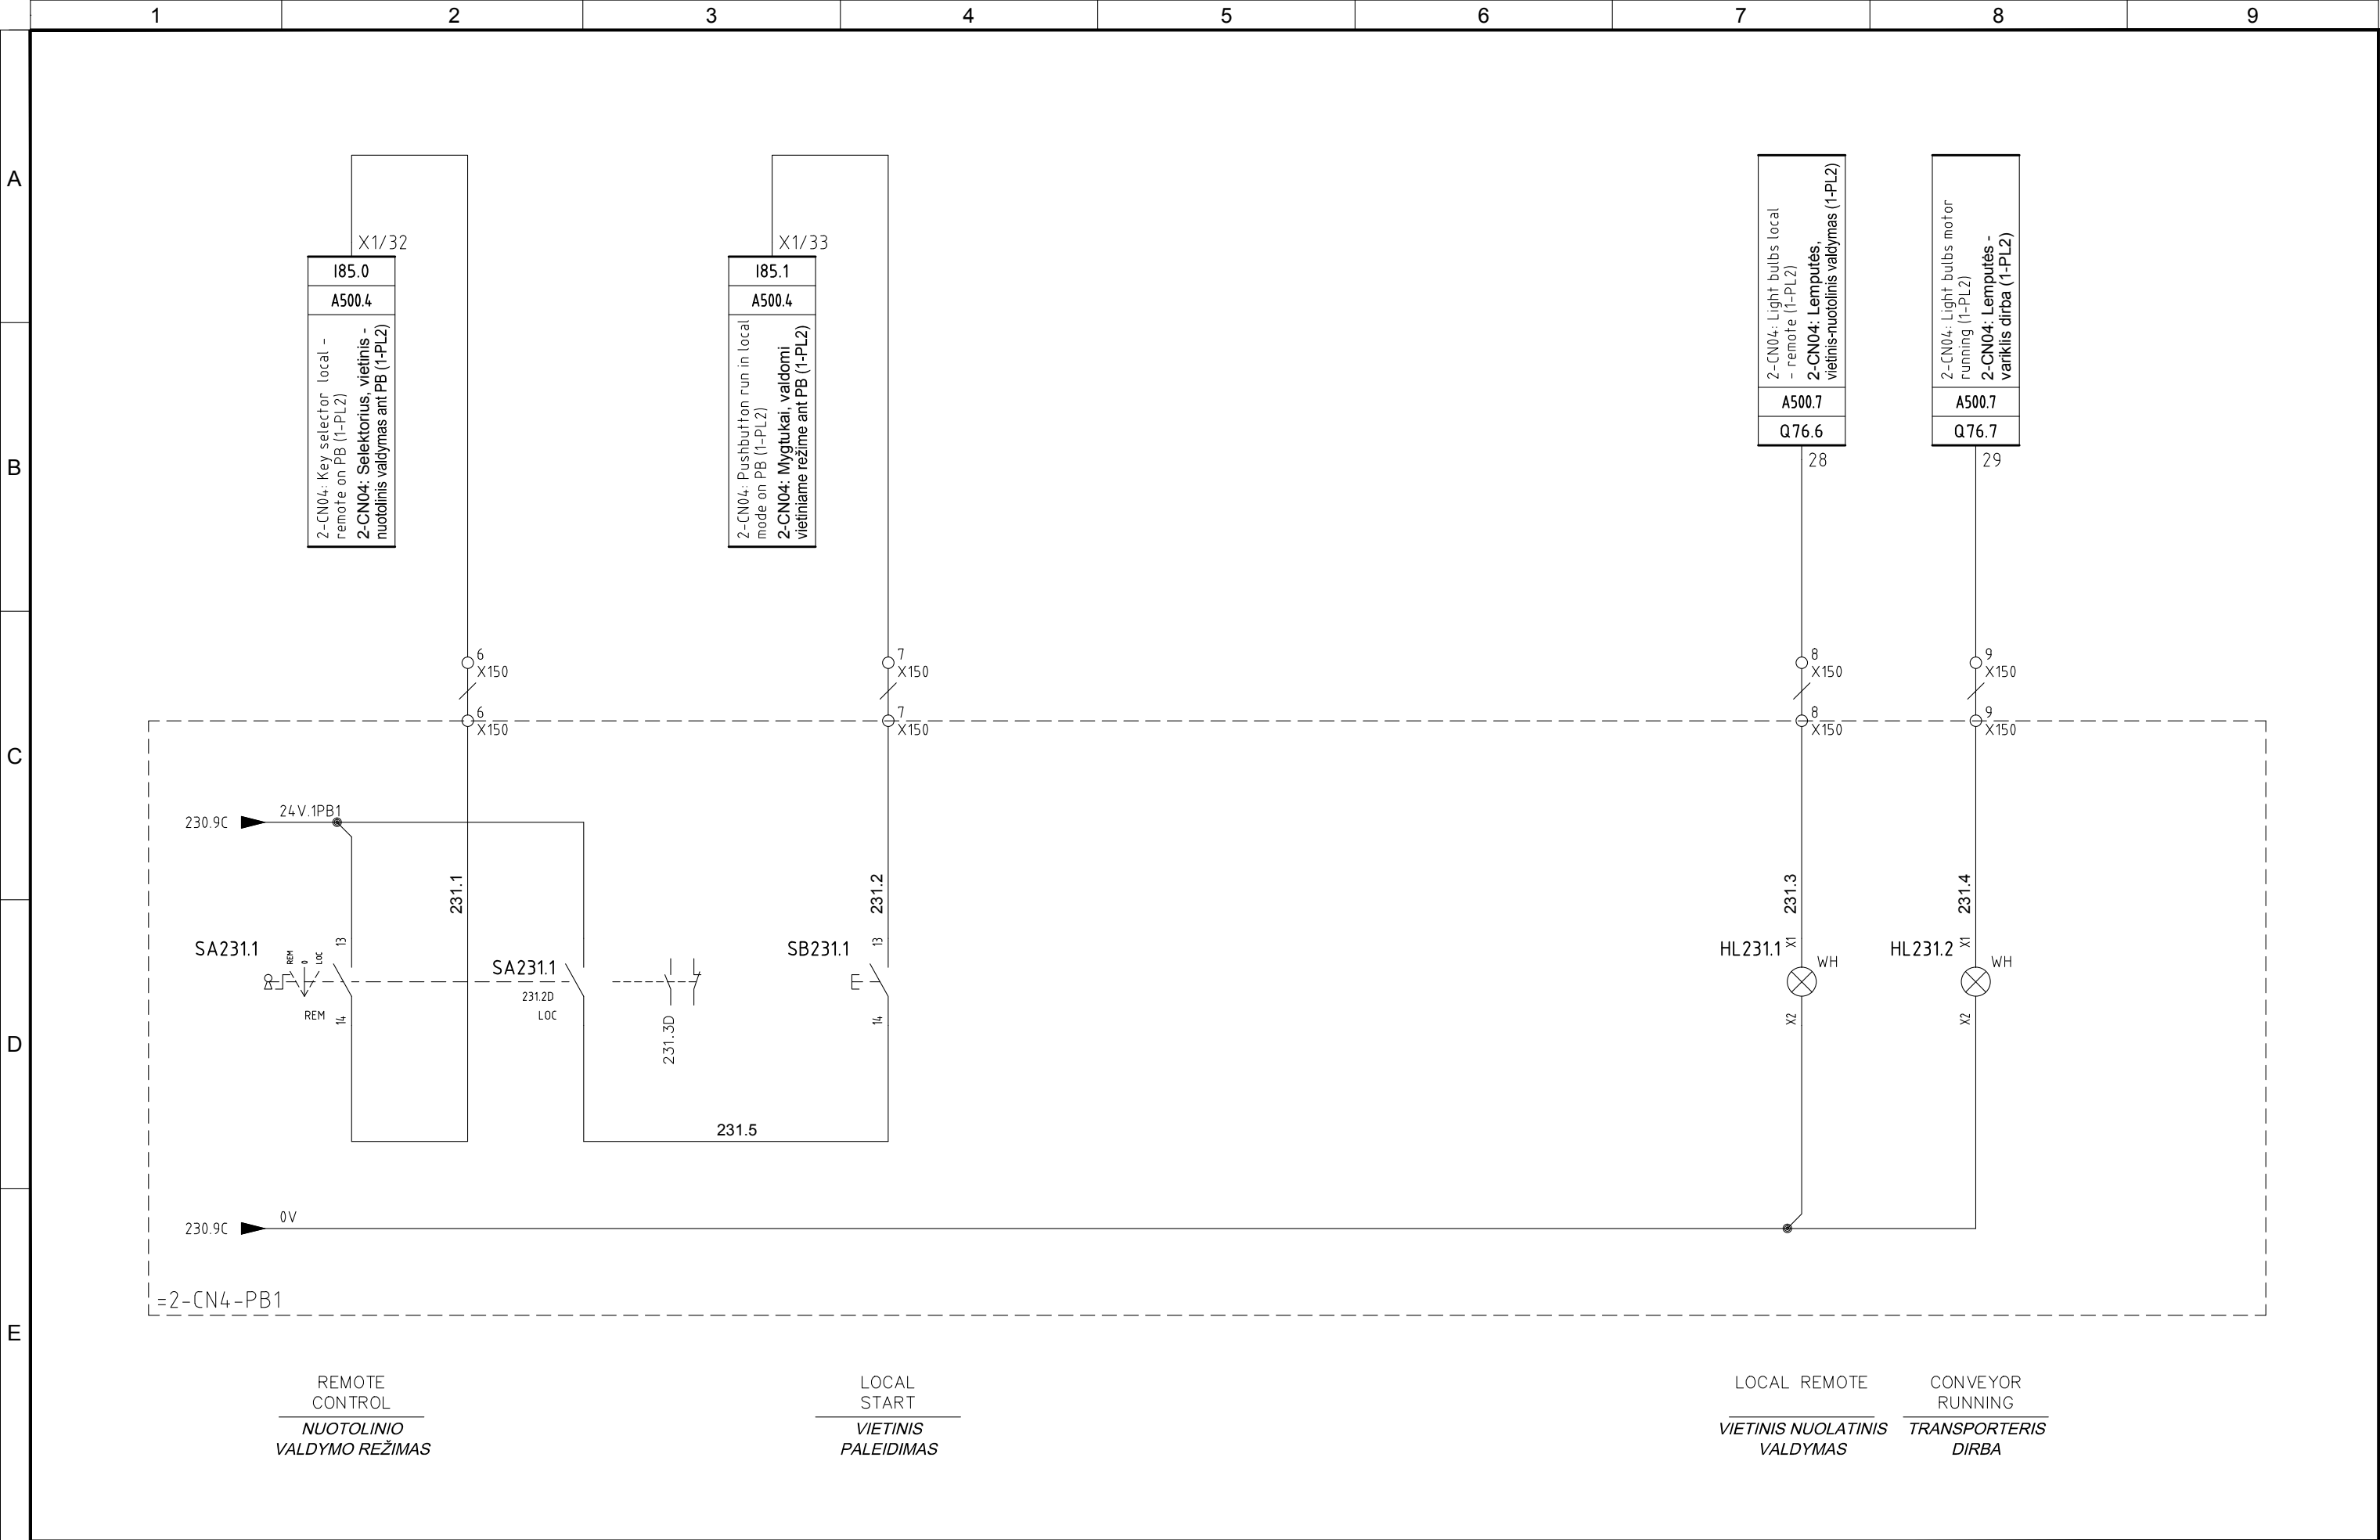 1
2
3
4
5
6
7
8
9
A
B
C
D
E
X1/32
I85.0
A500.4
2-CN04: Key selector local -
remote on PB (1-PL2)
2-CN04: Selektorius, vietinis -
nuotolinis valdymas ant PB (1-PL2)
X1/33
I85.1
A500.4
2-CN04: Pushbutton run in local
mode on PB (1-PL2)
2-CN04: Mygtukai, valdomi
vietiniame režime ant PB (1-PL2)
2-CN04: Light bulbs local
- remote (1-PL2)
2-CN04: Lemputės,
vietinis-nuotolinis valdymas (1-PL2)
A500.7
Q76.6
28
2-CN04: Light bulbs motor
running (1-PL2)
2-CN04: Lemputės -
variklis dirba (1-PL2)
A500.7
Q76.7
29
6
X150
6
X150
7
X150
7
X150
8
X150
8
X150
9
X150
9
X150
230.9C
24V.1PB1
231.1
231.2
231.3
231.4
SA231.1
REM
0
LOC
13
14
REM
SA231.1
231.2D
LOC
231.3D
SB231.1
13
14
HL231.1
X1
WH
X2
HL231.2
X1
WH
X2
231.5
230.9C
0V
=2-CN4-PB1
REMOTE
CONTROL
NUOTOLINIO
VALDYMO REŽIMAS
LOCAL
START
VIETINIS
PALEIDIMAS
LOCAL REMOTE
VIETINIS NUOLATINIS
VALDYMAS
CONVEYOR
RUNNING
TRANSPORTERIS
DIRBA